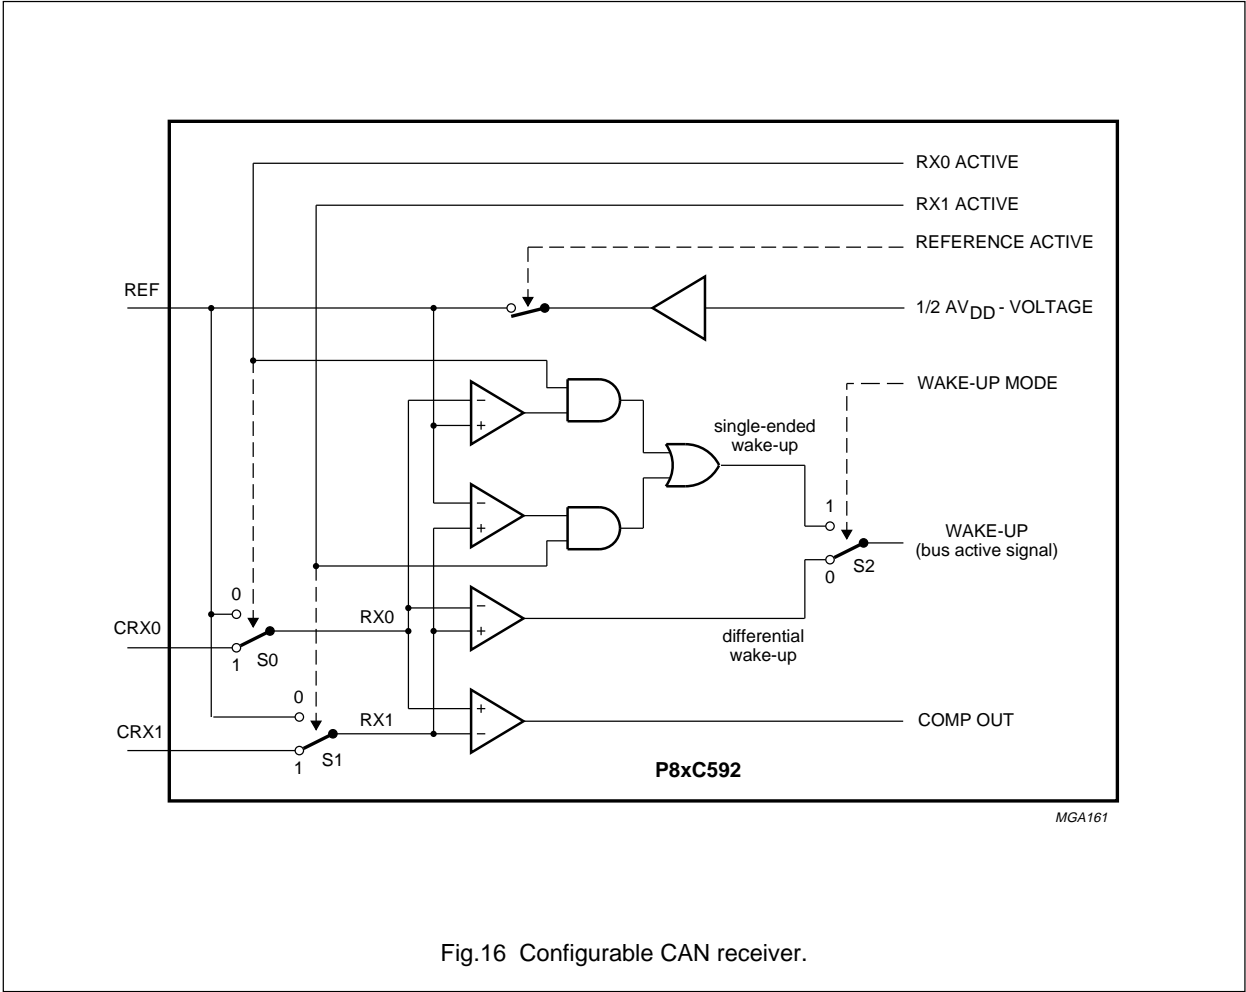 RX0 ACTIVE
RX1 ACTIVE
REFERENCE ACTIVE
REF
1/2 AVDD - VOLTAGE
WAKE-UP MODE
−
+
single-ended
wake-up
−
+
1
WAKE-UP
(bus active signal)
S2
0
0
RX0
−
+
differential
wake-up
CRX0
1
S0
0
RX1
+
−
COMP OUT
CRX1
1
S1
P8xC592
MGA161
Fig.16 Configurable CAN receiver.